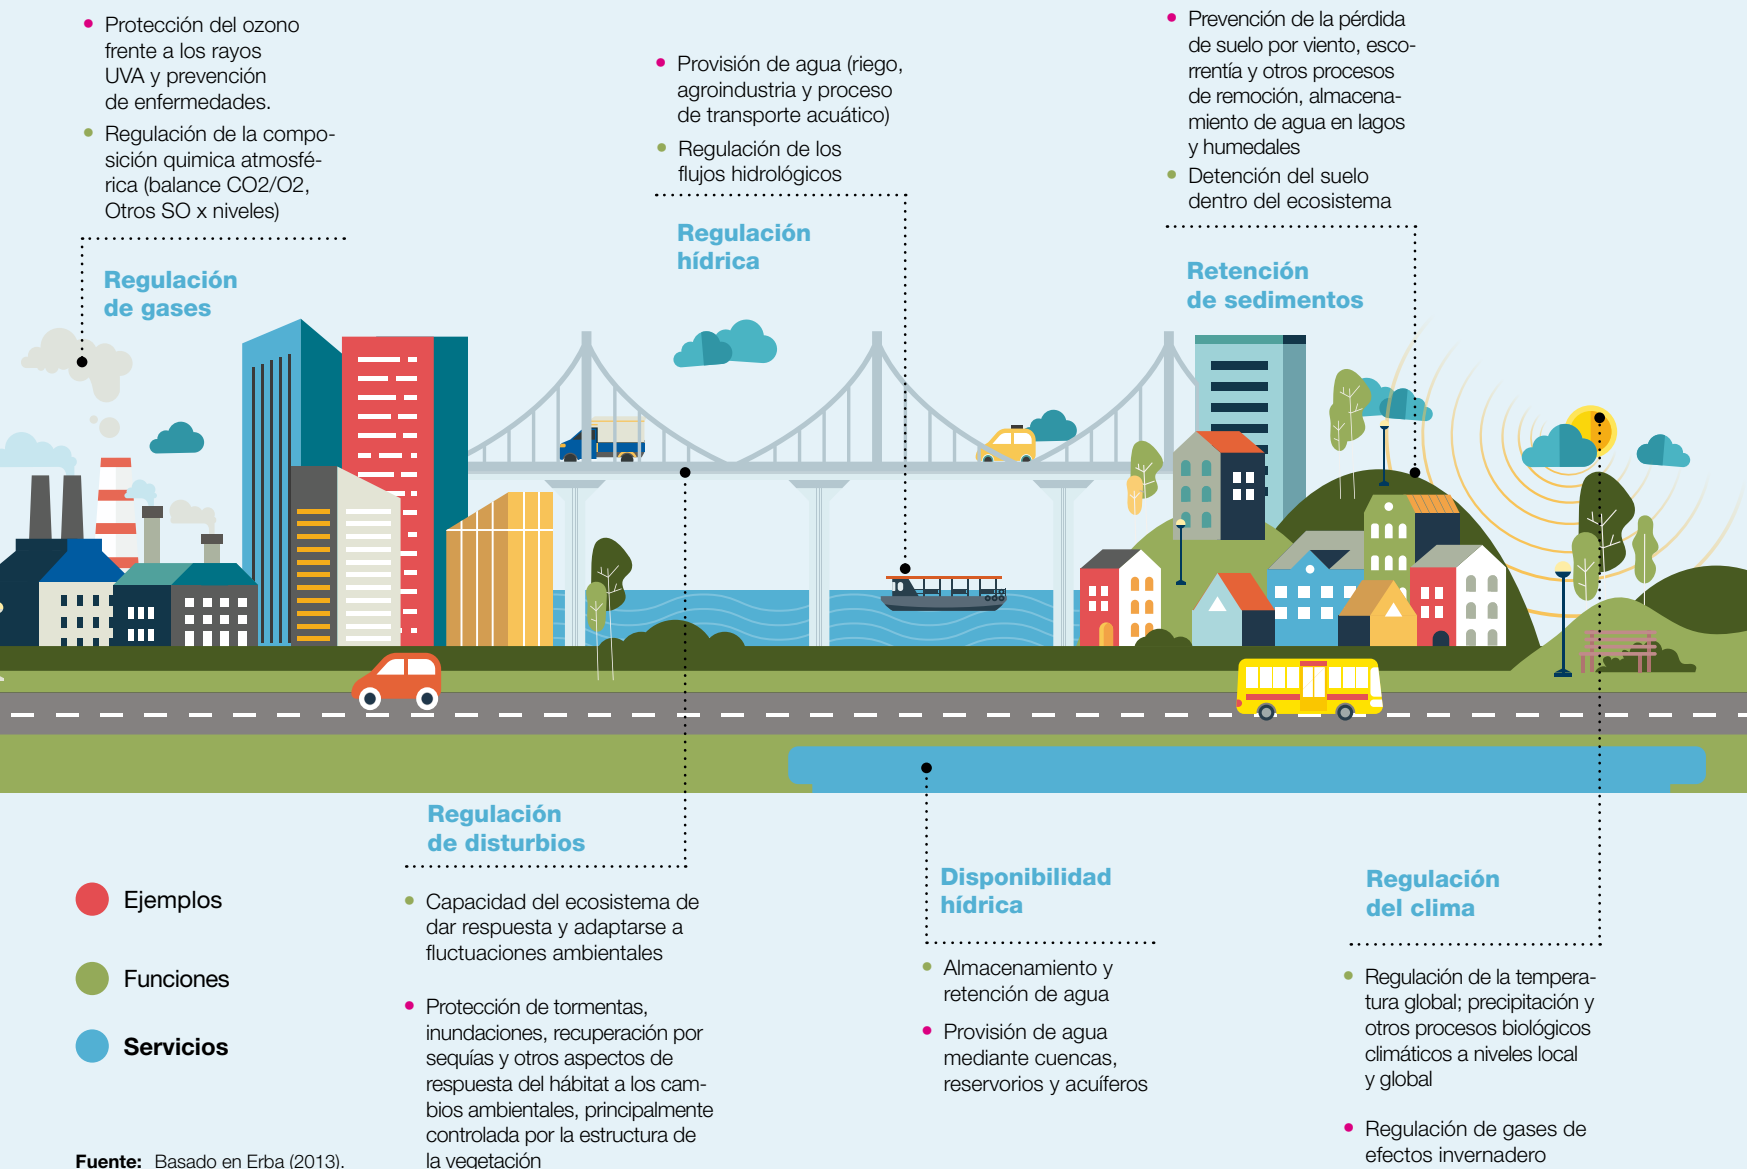 Protección del ozono
frente a los rayos
UVA y prevención
de enfermedades.
Regulación de la compo-
sición quimica atmosfé-
rica (balance CO2/O2,
Otros SO x niveles)
Regulación
de gases
Provisión de agua (riego,
agroindustria y proceso
de transporte acuático)
Regulación de los
flujos hidrológicos
Regulación
hídrica
Prevención de la pérdida
de suelo por viento, esco-
rrentía y otros procesos
de remoción, almacena-
miento de agua en lagos
y humedales
Detención del suelo
dentro del ecosistema
Retención
de sedimentos
Ejemplos
Funciones
Servicios
Regulación
de disturbios
Capacidad del ecosistema de
dar respuesta y adaptarse a
fluctuaciones ambientales
Protección de tormentas,
inundaciones, recuperación por
sequías y otros aspectos de
respuesta del hábitat a los cam-
bios ambientales, principalmente
controlada por la estructura de
la vegetación
Disponibilidad
hídrica
Almacenamiento y
retención de agua
Provisión de agua
mediante cuencas,
reservorios y acuíferos
Regulación
del clima
Regulación de la tempera-
tura global; precipitación y
otros procesos biológicos
climáticos a niveles local
y global
Regulación de gases de
efectos invernadero
Fuente: Basado en Erba (2013).